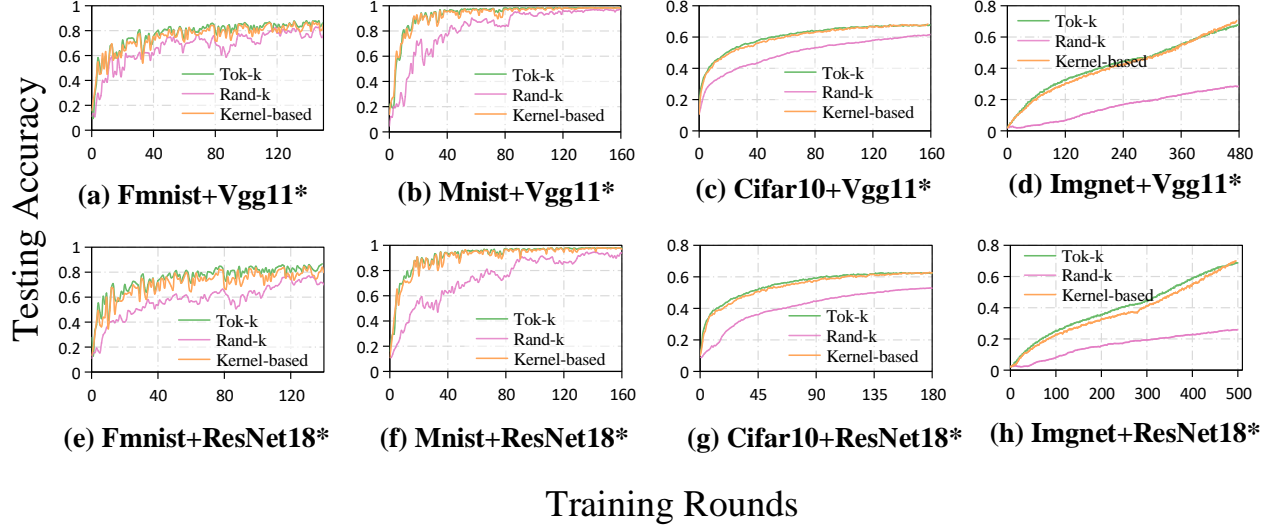 Testing Accuracy
1
0.8
0.6
0.4
0.2
0
Tok-k
Rand-k
Kernel-based
0 40 80 120
(a) Fmnist+Vgg11*
1
0.8
0.6
0.4
0.2
0
Tok-k
Rand-k
Kernel-based
0 40 80 120 160
(b) Mnist+Vgg11*
0.8
0.6
0.4
0.2
0
Tok-k
Rand-k
Kernel-based
0 40 80 120 160
(c) Cifar10+Vgg11*
0.8
0.6
0.4
0.2
0
Tok-k
Rand-k
Kernel-based
0 120 240 360 480
(d) Imgnet+Vgg11*
1
0.8
0.6
0.4
0.2
0
Tok-k
Rand-k
Kernel-based
0 40 80 120
(e) Fmnist+ResNet18*
1
0.8
0.6
0.4
0.2
0
Tok-k
Rand-k
Kernel-based
0 40 80 120 160
(f) Mnist+ResNet18*
0.8
0.6
0.4
0.2
0
Tok-k
Rand-k
Kernel-based
0 45 90 135 180
(g) Cifar10+ResNet18*
0.8
0.6
0.4
0.2
0
Tok-k
Rand-k
Kernel-based
0 100 200 300 400 500
(h) Imgnet+ResNet18*
Training Rounds